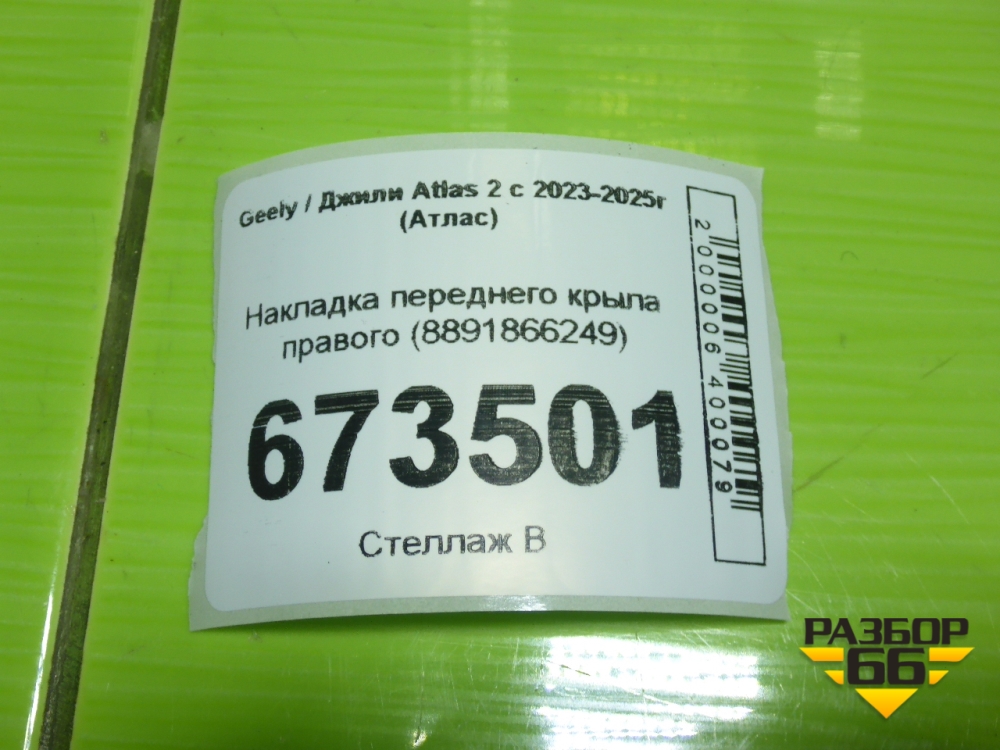 Geely / Джили Atlas 2 с 2023-2025г
(Атлас)
Накладка переднего крыла
правого (8891866249)
673501
Стеллаж В
2000006400079
РАЗБОР
66